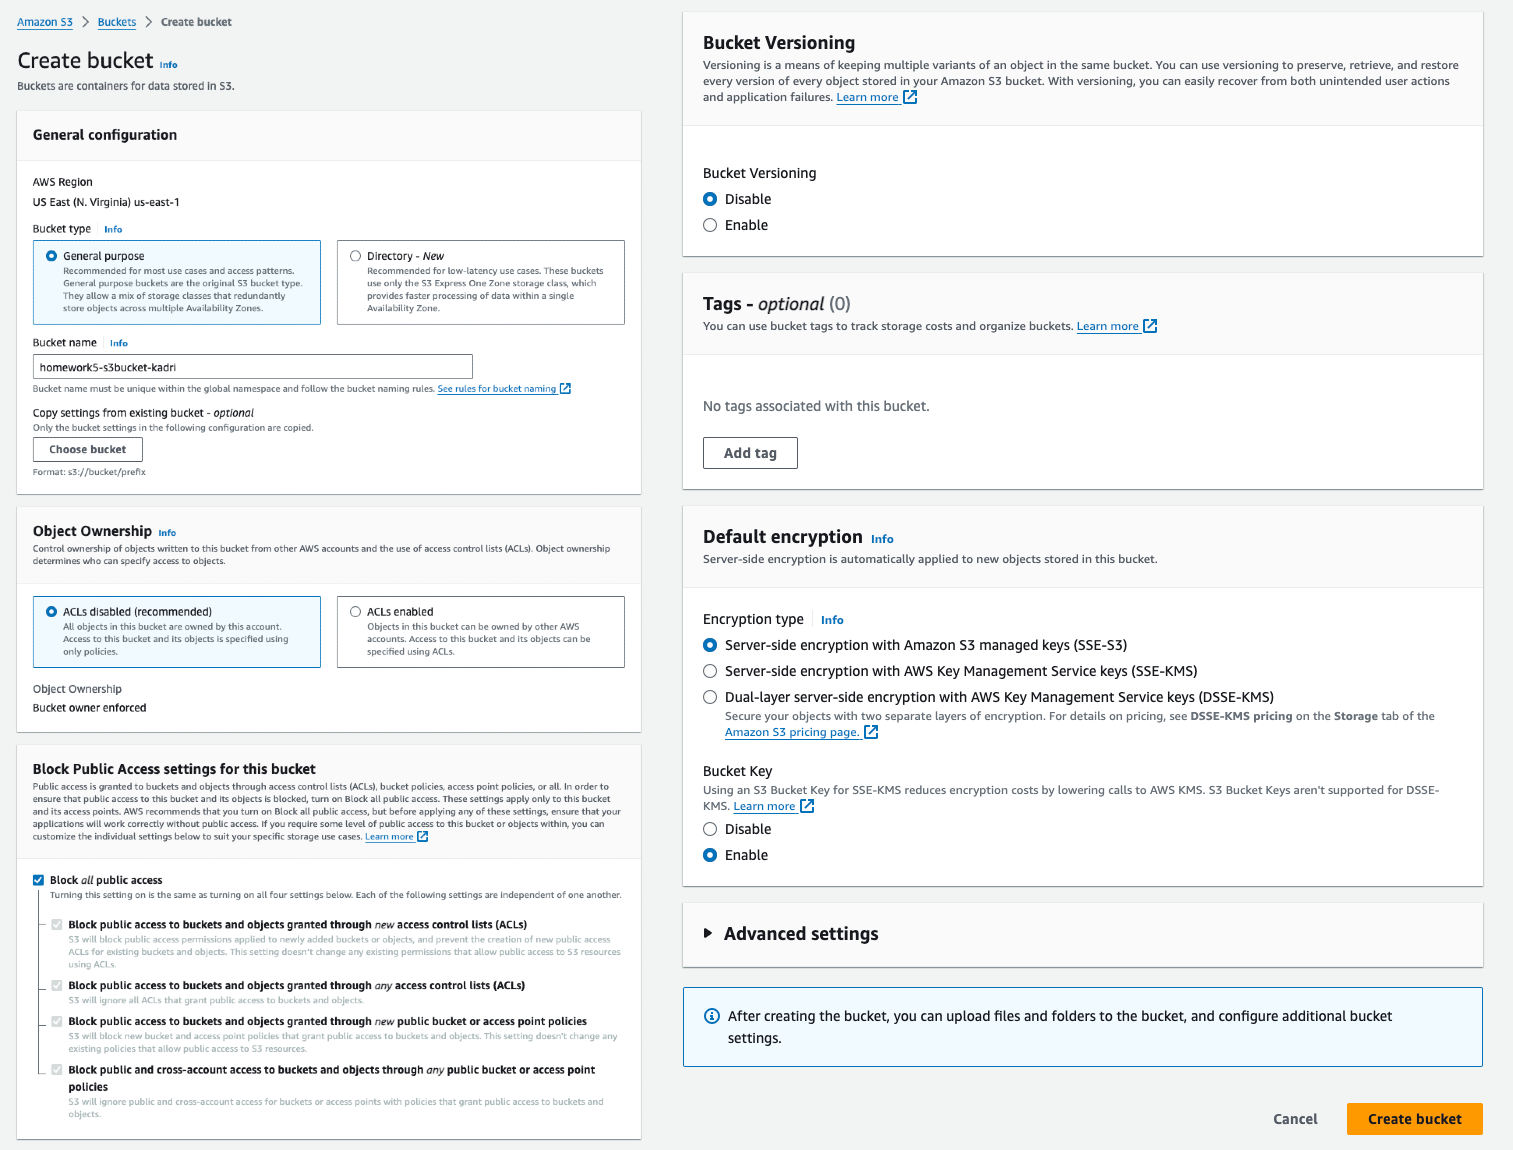 Amazon S3 > Buckets > Create bucket
Create bucket Info
Buckets are containers for data stored in S3.
General configuration
AWS Region
US East (N. Virginia) us-east-1
Bucket type Info
General purpose
Recommended for most use cases and access patterns.
General purpose buckets are the original S3 bucket type.
They allow a mix of storage classes that redundantly
store objects across multiple Availability Zones.
Directory - New
Recommended for low-latency use cases. These buckets
use only the S3 Express One Zone storage class, which
provides faster processing of data within a single
Availability Zone.
Bucket name Info
homework5-s3bucket-kadri
Bucket name must be unique within the global namespace and follow the bucket naming rules. See rules for bucket naming
Copy settings from existing bucket - optional
Only the bucket settings in the following configuration are copied.
Choose bucket
Format: s3://bucket/prefix
Object Ownership Info
Control ownership of objects written to this bucket from other AWS accounts and the use of access control lists (ACLs). Object ownership
determines who can specify access to objects.
ACLs disabled (recommended)
All objects in this bucket are owned by this account.
Access to this bucket and its objects is specified using
only policies.
ACLs enabled
Objects in this bucket can be owned by other AWS
accounts. Access to this bucket and its objects can be
specified using ACLs.
Object Ownership
Bucket owner enforced
Block Public Access settings for this bucket
Public access is granted to buckets and objects through access control lists (ACLs), bucket policies, access point policies, or all. In order to
ensure that public access to this bucket and its objects is blocked, turn on Block all public access. These settings apply only to this bucket
and its access points. AWS recommends that you turn on Block all public access, but before applying any of these settings, ensure that your
applications will work correctly without public access. If you require some level of public access to this bucket or objects within, you can
customize the individual settings below to suit your specific storage use cases. Learn more
Block all public access
Turning this setting on is the same as turning on all four settings below. Each of the following settings are independent of one another.
Block public access to buckets and objects granted through new access control lists (ACLs)
S3 will block public access permissions applied to newly added buckets or objects, and prevent the creation of new public access
ACLs for existing buckets and objects. This setting doesn't change any existing permissions that allow public access to S3 resources
using ACLs.
Block public access to buckets and objects granted through any access control lists (ACLs)
S3 will ignore all ACLs that grant public access to buckets and objects.
Block public access to buckets and objects granted through new public bucket or access point policies
S3 will block new bucket and access point policies that grant public access to buckets and objects. This setting doesn't change any
existing policies that allow public access to S3 resources.
Block public and cross-account access to buckets and objects through any public bucket or access point
policies
S3 will ignore public and cross-account access for buckets or access points with policies that grant public access to buckets and
objects.
Bucket Versioning
Versioning is a means of keeping multiple variants of an object in the same bucket. You can use versioning to preserve, retrieve, and restore
every version of every object stored in your Amazon S3 bucket. With versioning, you can easily recover from both unintended user actions
and application failures. Learn more
Bucket Versioning
Disable
Enable
Tags - optional (0)
You can use bucket tags to track storage costs and organize buckets. Learn more
No tags associated with this bucket.
Add tag
Default encryption Info
Server-side encryption is automatically applied to new objects stored in this bucket.
Encryption type Info
Server-side encryption with Amazon S3 managed keys (SSE-S3)
Server-side encryption with AWS Key Management Service keys (SSE-KMS)
Dual-layer server-side encryption with AWS Key Management Service keys (DSSE-KMS)
Secure your objects with two separate layers of encryption. For details on pricing, see DSSE-KMS pricing on the Storage tab of the
Amazon S3 pricing page.
Bucket Key
Using an S3 Bucket Key for SSE-KMS reduces encryption costs by lowering calls to AWS KMS. S3 Bucket Keys aren't supported for DSSE-
KMS. Learn more
Disable
Enable
Advanced settings
After creating the bucket, you can upload files and folders to the bucket, and configure additional bucket
settings.
Cancel
Create bucket